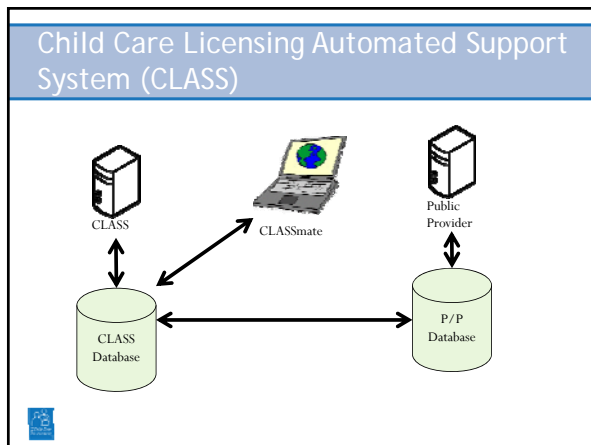 Child Care Licensing Automated Support
System (CLASS)
CLASS
CLASSmate
Public
Provider
CLASS
Database
P/P
Database